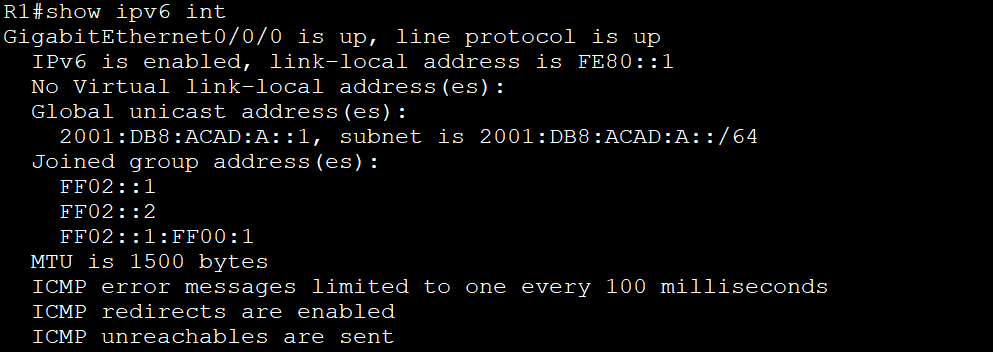 R1#show ipv6 int
GigabitEthernet0/0/0 is up, line protocol is up
IPv6 is enabled, link-local address is FE80::1
No Virtual link-local address(es):
Global unicast address(es):
2001:DB8:ACAD:A::1, subnet is 2001:DB8:ACAD:A::/64
Joined group address(es):
FF02::1
FF02::2
FF02::1:FF00:1
MTU is 1500 bytes
ICMP error messages limited to one every 100 milliseconds
ICMP redirects are enabled
ICMP unreachables are sent